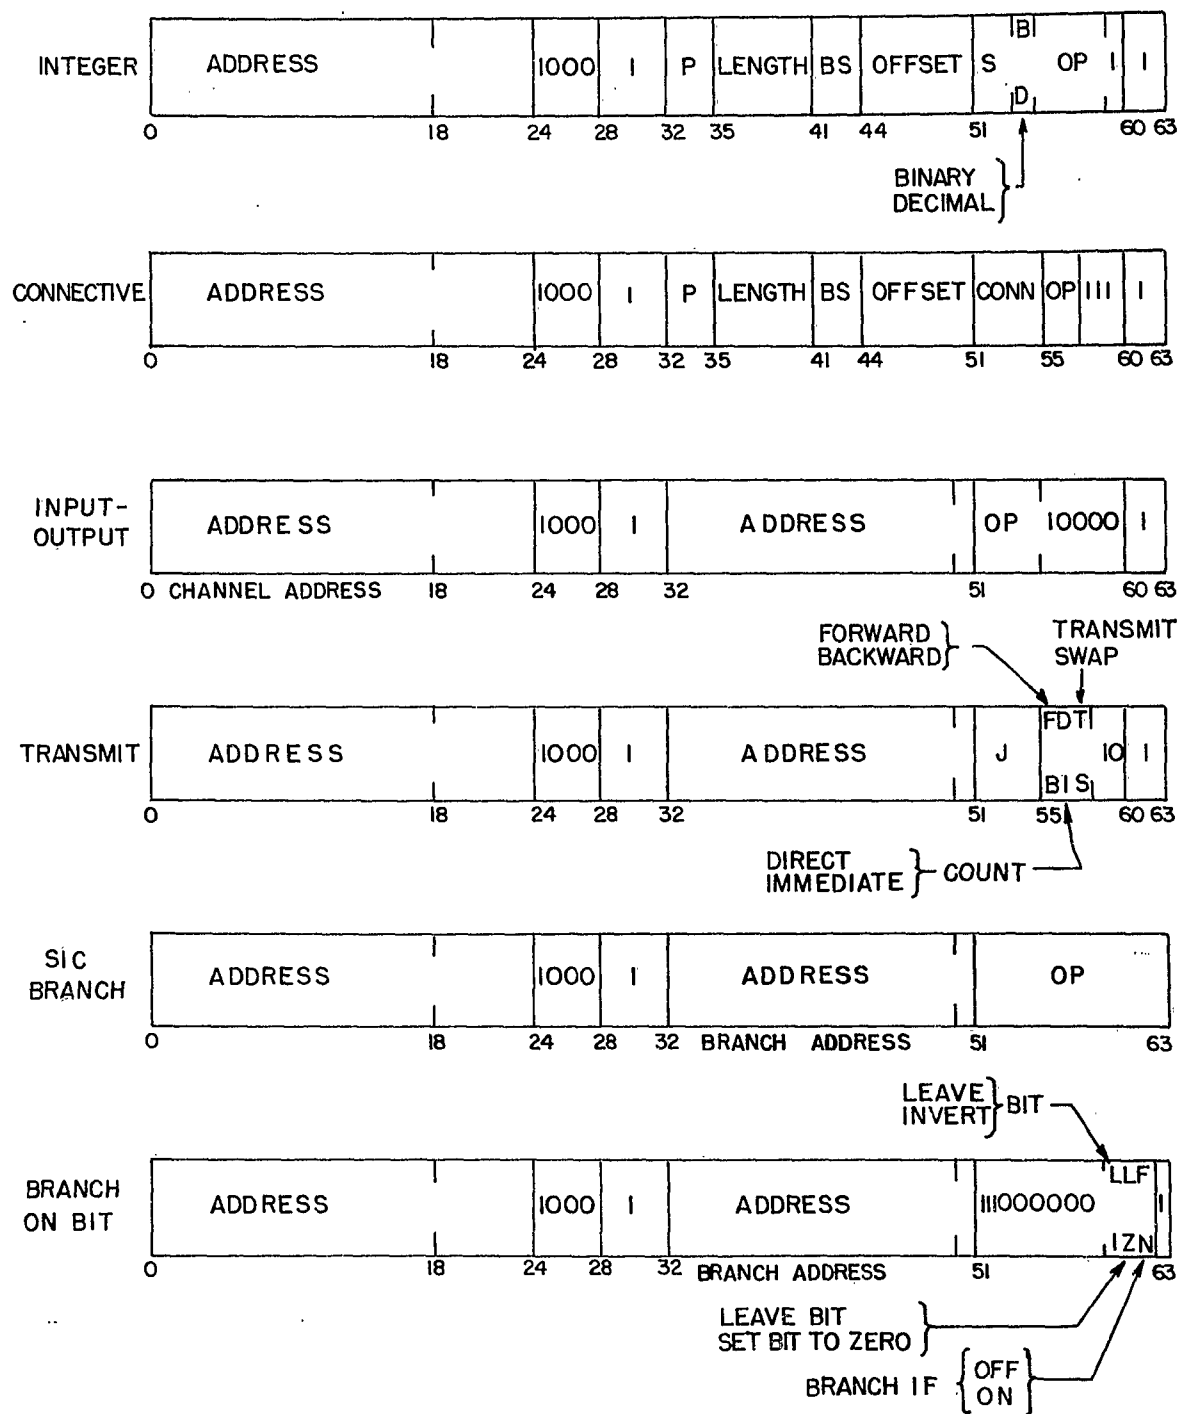 INTEGER ADDRESS 1000 I P LENGTH BS OFFSET S B D OP 1 I
0 18 24 28 32 35 41 44 51 60 63
BINARY
DECIMAL
CONNECTIVE ADDRESS 1000 I P LENGTH BS OFFSET CONN OP 111 I
0 18 24 28 32 35 41 44 51 55 60 63
INPUT-
OUTPUT
ADDRESS 1000 I ADDRESS OP 10000 I
0 CHANNEL ADDRESS 18 24 28 32 51 60 63
FORWARD
BACKWARD
TRANSMIT
SWAP
TRANSMIT ADDRESS 1000 I ADDRESS J FDT BIS 10 I
0 18 24 28 32 51 55 60 63
DIRECT
IMMEDIATE
COUNT
SIC
BRANCH
ADDRESS 1000 I ADDRESS OP
0 18 24 28 32 BRANCH ADDRESS 51 63
LEAVE
INVERT
BIT
BRANCH
ON BIT
ADDRESS 1000 I ADDRESS 111000000 LLF IZN I
0 18 24 28 32 BRANCH ADDRESS 51 63
LEAVE BIT
SET BIT TO ZERO
BRANCH IF
OFF
ON